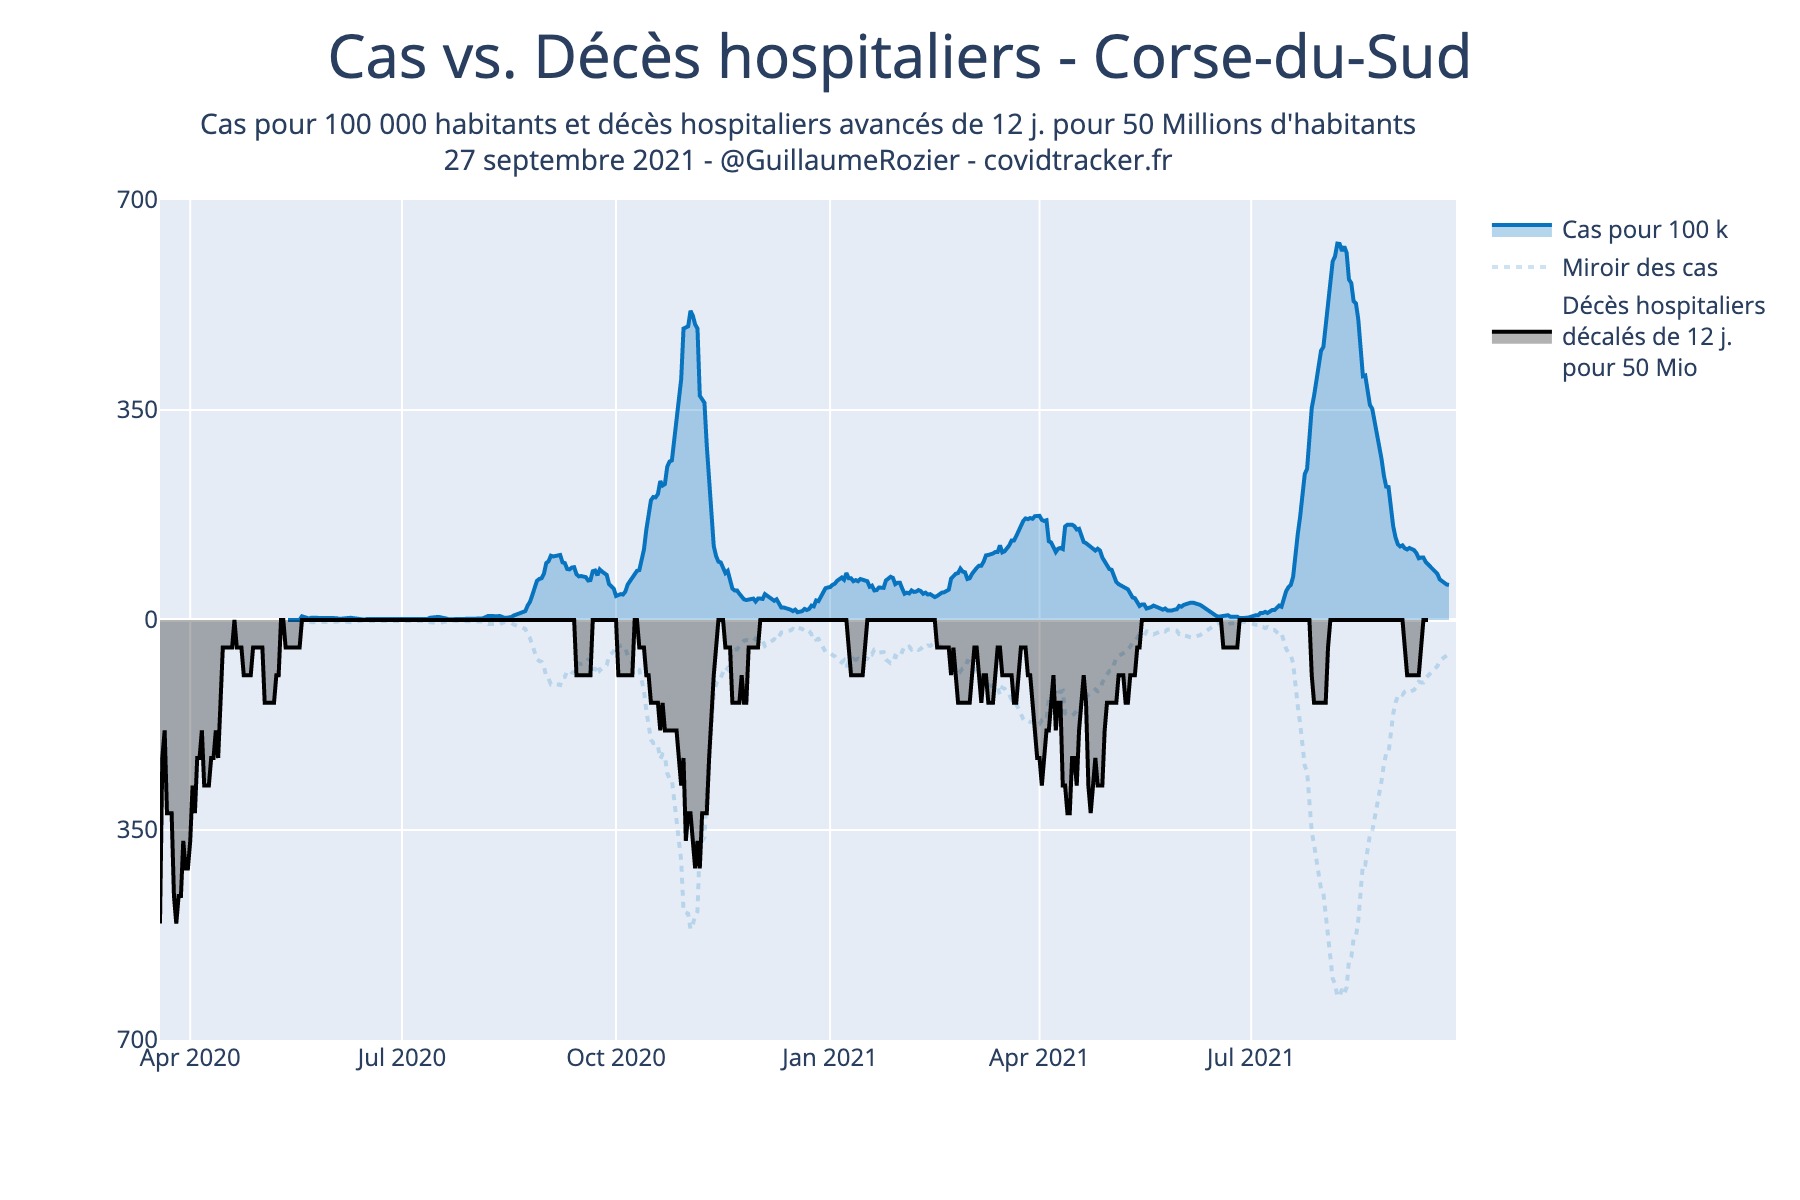 Cas vs. Décès hospitaliers - Corse-du-Sud
Cas pour 100 000 habitants et décès hospitaliers avancés de 12 j. pour 50 Millions d'habitants
27 septembre 2021 - @GuillaumeRozier - covidtracker.fr
700
350
0
350
700
Apr 2020
Jul 2020
Oct 2020
Jan 2021
Apr 2021
Jul 2021
Cas pour 100 k
Miroir des cas
Décès hospitaliers
décalés de 12 j.
pour 50 Mio